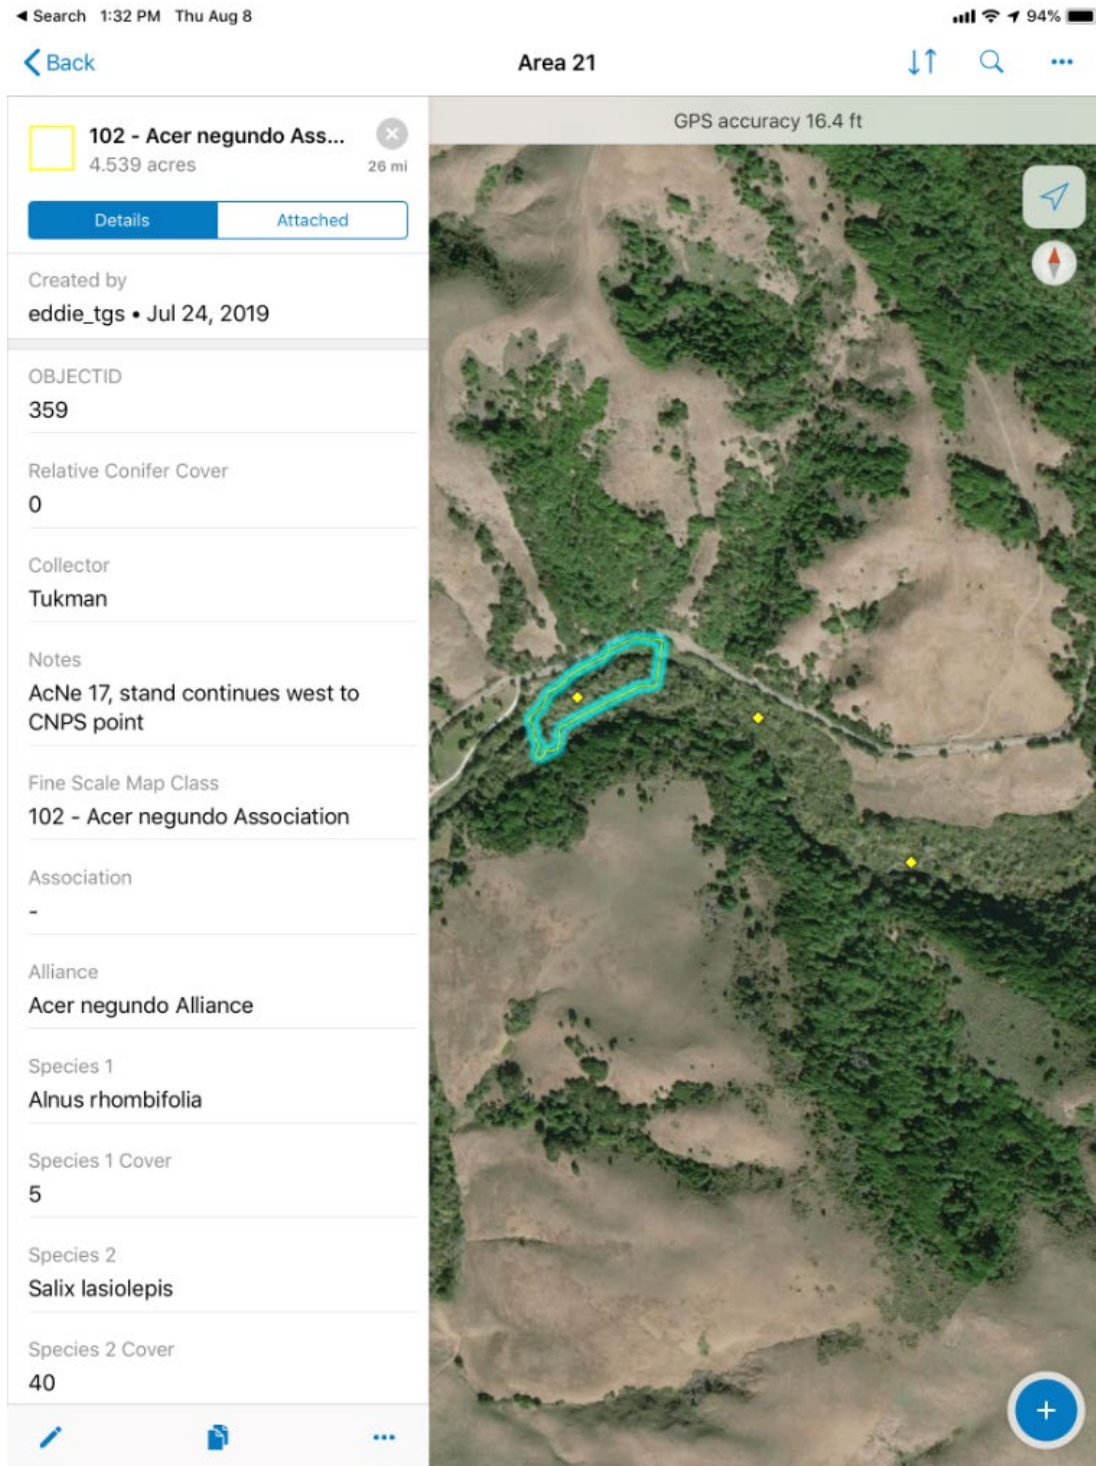 Search 1:32 PM Thu Aug 8 94%
Back Area 21
GPS accuracy 16.4 ft
102 - Acer negundo Ass...
4.539 acres 26 mi
Details Attached
Created by
eddie_tgs • Jul 24, 2019
OBJECTID
359
Relative Conifer Cover
0
Collector
Tukman
Notes
AcNe 17, stand continues west to
CNPS point
Fine Scale Map Class
102 - Acer negundo Association
Association
-
Alliance
Acer negundo Alliance
Species 1
Alnus rhombifolia
Species 1 Cover
5
Species 2
Salix lasiolepis
Species 2 Cover
40